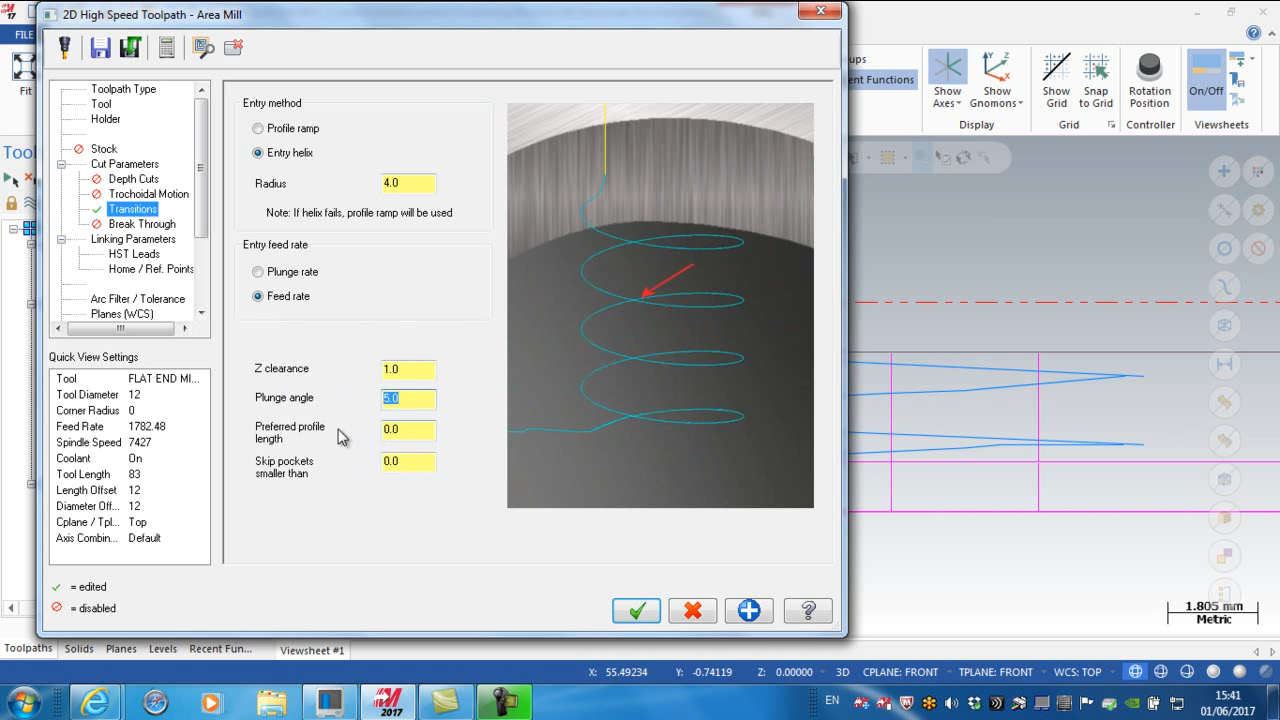 2D High Speed Toolpath - Area Mill
17
FILE
Fit
Tool
Toolpath Type
Tool
Holder
Stock
Cut Parameters
Depth Cuts
Trochoidal Motion
Transitions
Break Through
Linking Parameters
HST Leads
Home / Ref. Points
Arc Filter / Tolerance
Planes (WCS)
Quick View Settings
Tool FLAT END MI...
Tool Diameter 12
Corner Radius 0
Feed Rate 1782.48
Spindle Speed 7427
Coolant On
Tool Length 83
Length Offset 12
Diameter Off... 12
Cplane / Tpl... Top
Axis Combin... Default
= edited
= disabled
Entry method
Profile ramp
Entry helix
Radius 4.0
Note: If helix fails, profile ramp will be used
Entry feed rate
Plunge rate
Feed rate
Z clearance 1.0
Plunge angle 5.0
Preferred profile length 0.0
Skip pockets smaller than 0.0
ups
Functions
Show Axes
Show Gnomons
Display
Show Grid
Snap to Grid
Grid
Rotation Position
Controller
On/Off
Viewsheets
1.805 mm
Metric
Toolpaths Solids Planes Levels Recent Fun... Viewsheet #1
X: 55.49234 Y: -0.74119 Z: 0.00000 3D CPLANE: FRONT TPLANE: FRONT WCS: TOP
2017
EN
15:41
01/06/2017